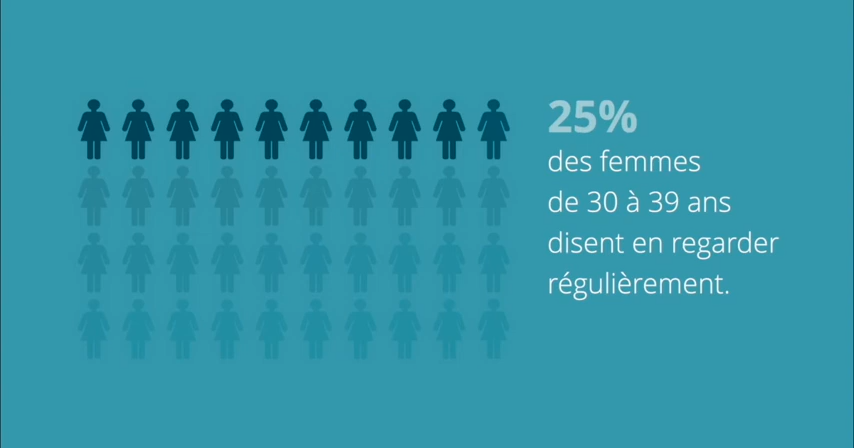 25%
des femmes
de 30 à 39 ans
disent en regarder
régulièrement.